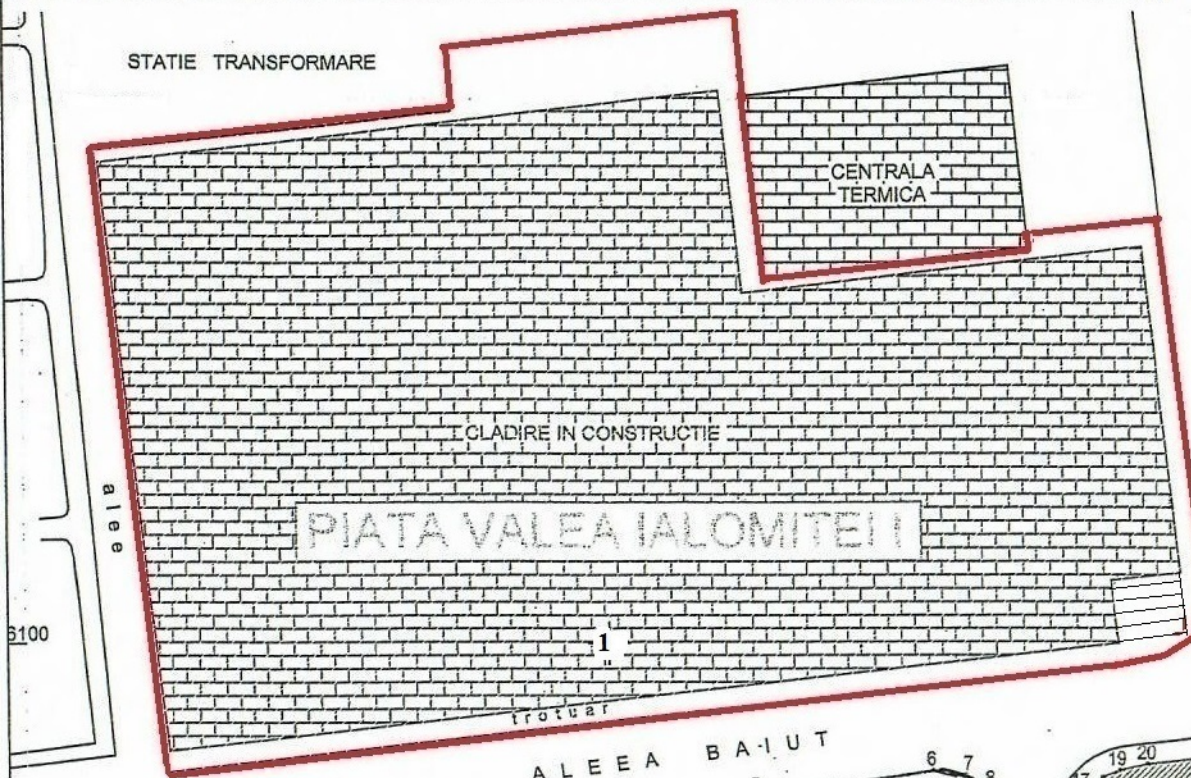 STATIE TRANSFORMARE
CENTRALA
TERMICA
CLADIRE IN CONSTRUCTIE
PIATA VALEA IALOMITEI I
alee
6100
1
trotuar
ALEEA BAIUT
6 7 8
17 19 20